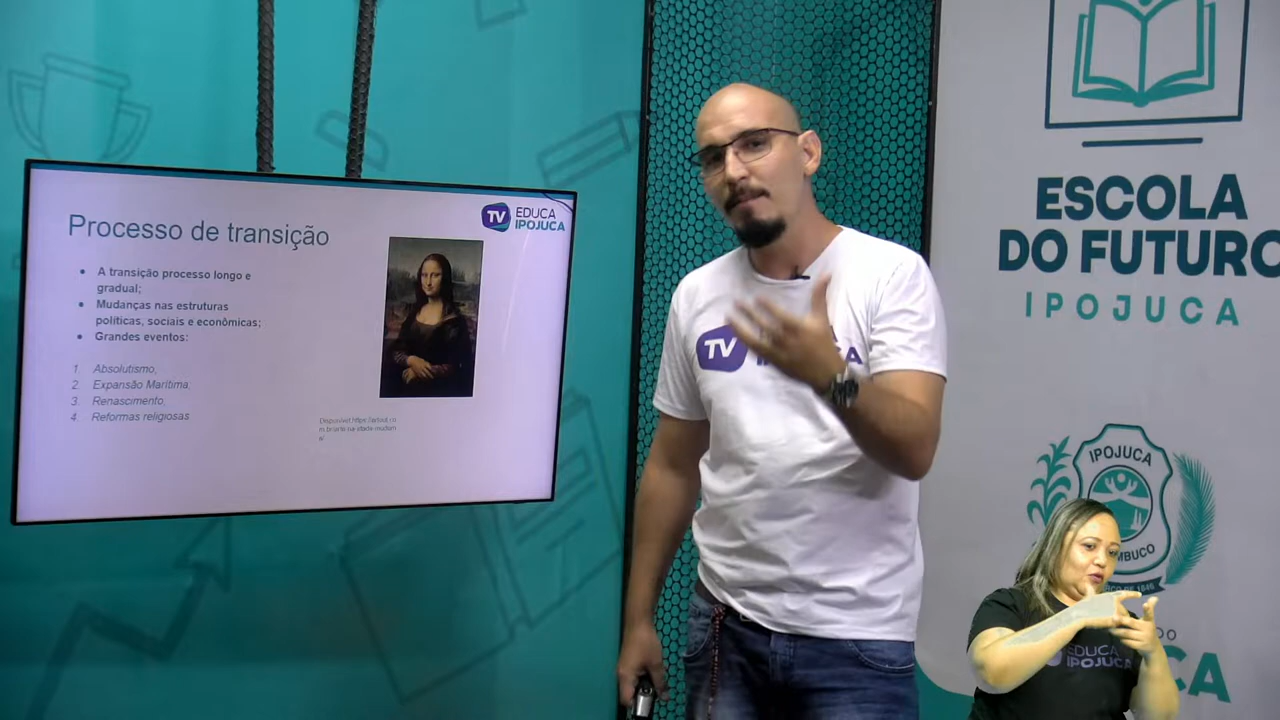 Processo de transição
TV EDUCA
IPOJUCA
A transição processo longo e
gradual;
Mudanças nas estruturas
políticas, sociais e econômicas;
Grandes eventos:
1. Absolutismo,
2. Expansão Marítima,
3. Renascimento,
4. Reformas religiosas
TV
ESCOLA
DO FUTURO
IPOJUCA
IPOJUCA
EDUCA
IPOJUCA